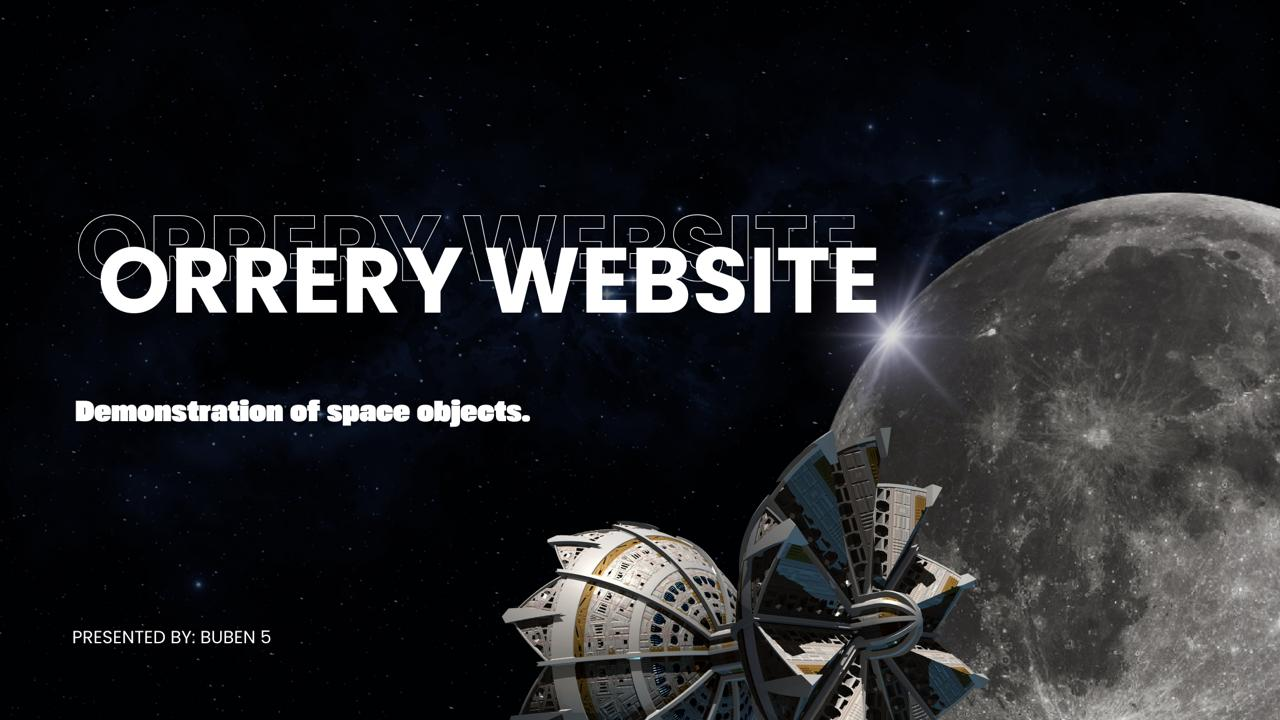 ORRERY WEBSITE
ORRERY WEBSITE
Demonstration of space objects.
PRESENTED BY: BUBEN 5